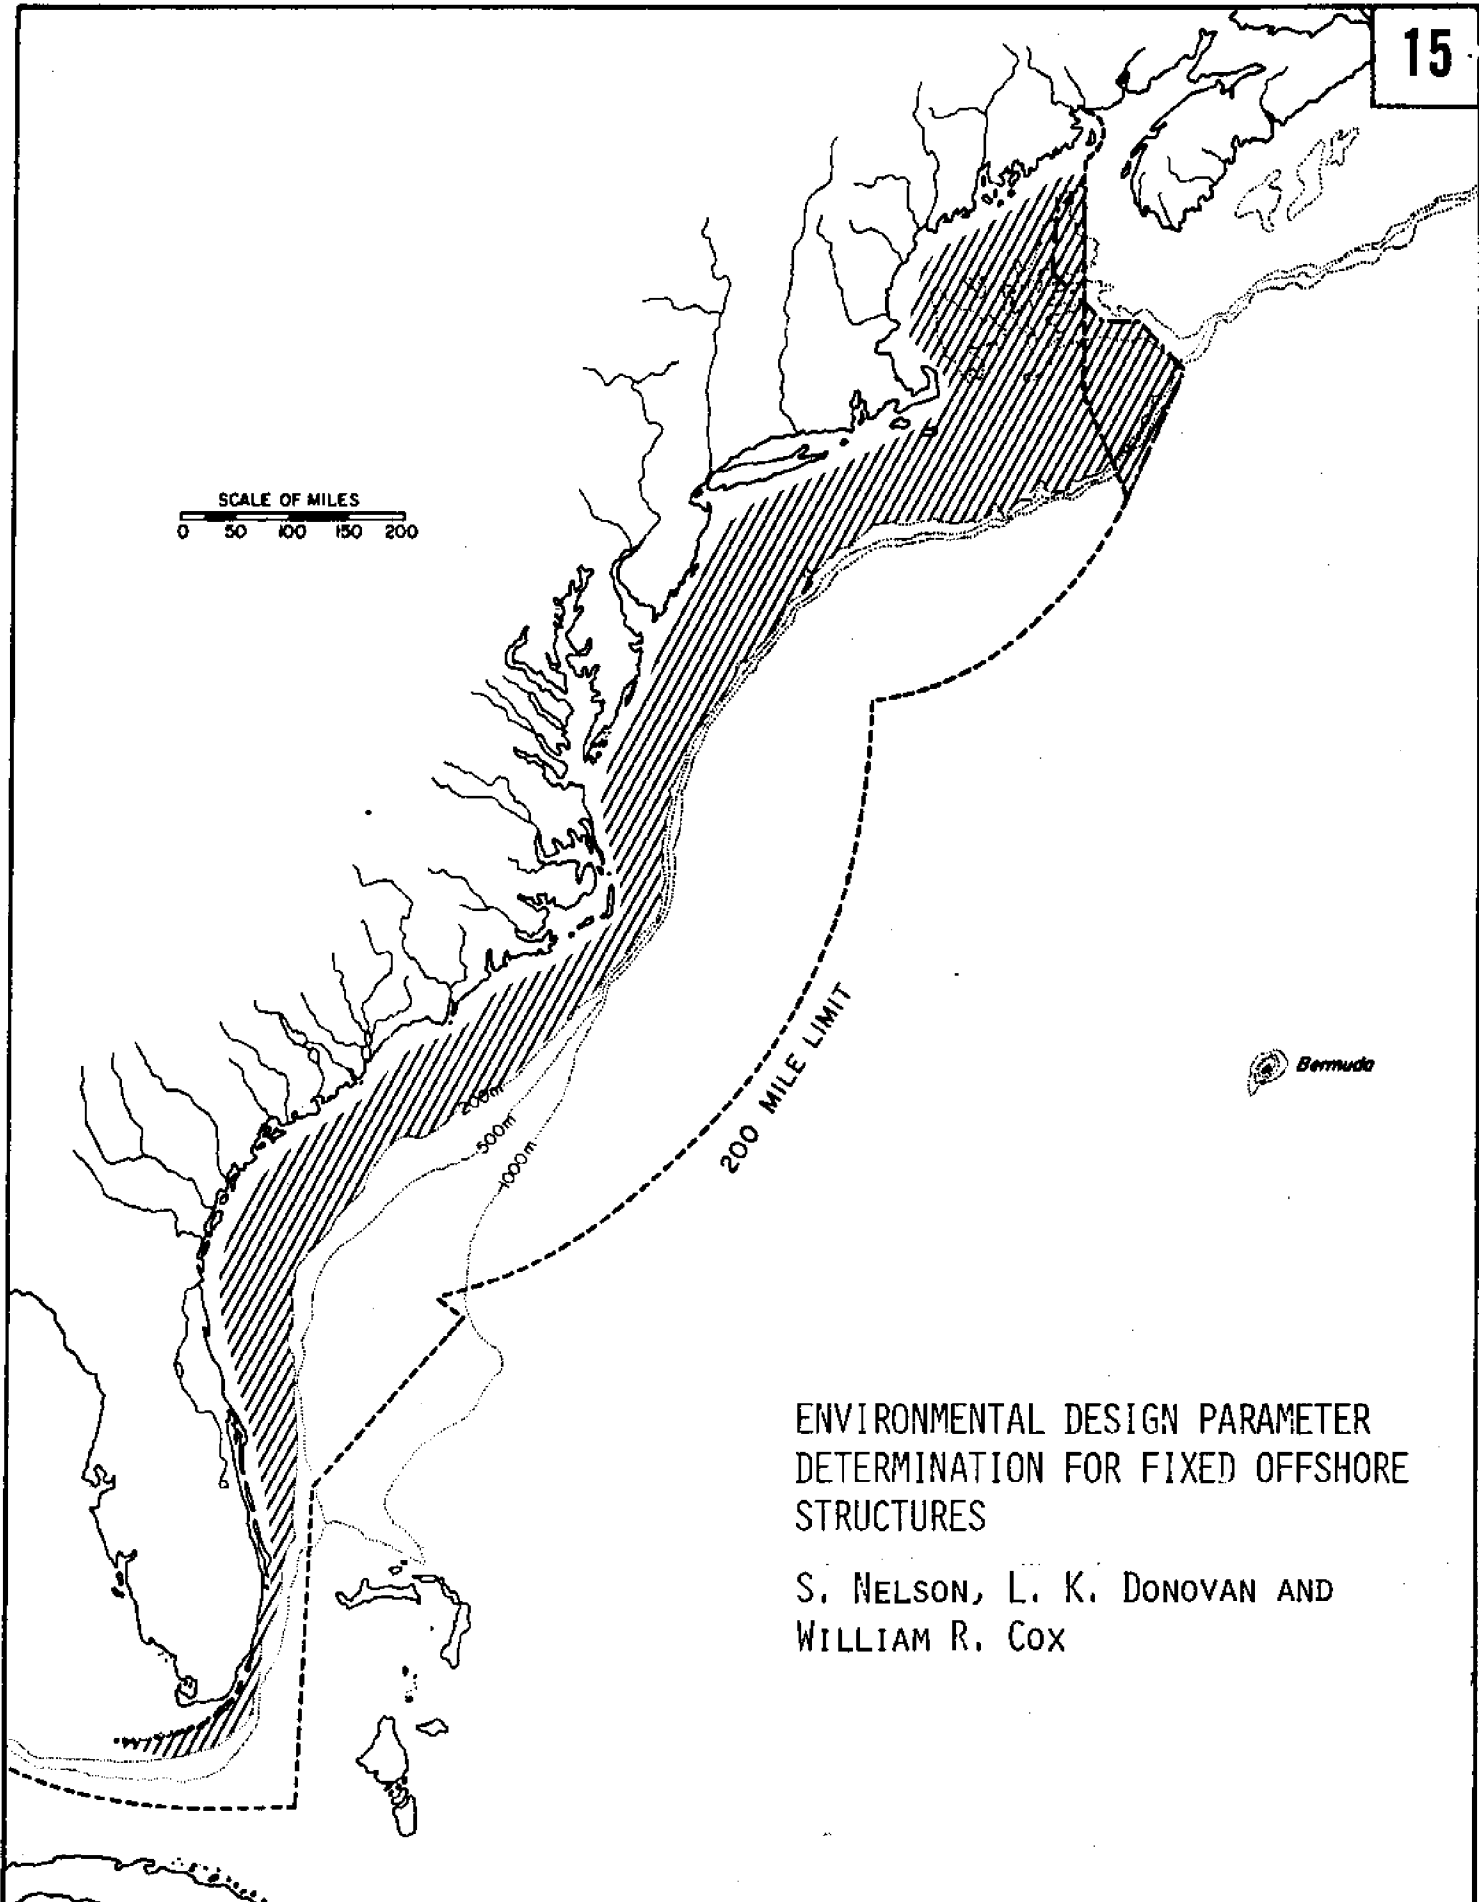 15
SCALE OF MILES
0 50 100 150 200
200 MILE LIMIT
Bermuda
200m
500m
1000m
ENVIRONMENTAL DESIGN PARAMETER
DETERMINATION FOR FIXED OFFSHORE
STRUCTURES
S. NELSON, L. K. DONOVAN AND
WILLIAM R. COX